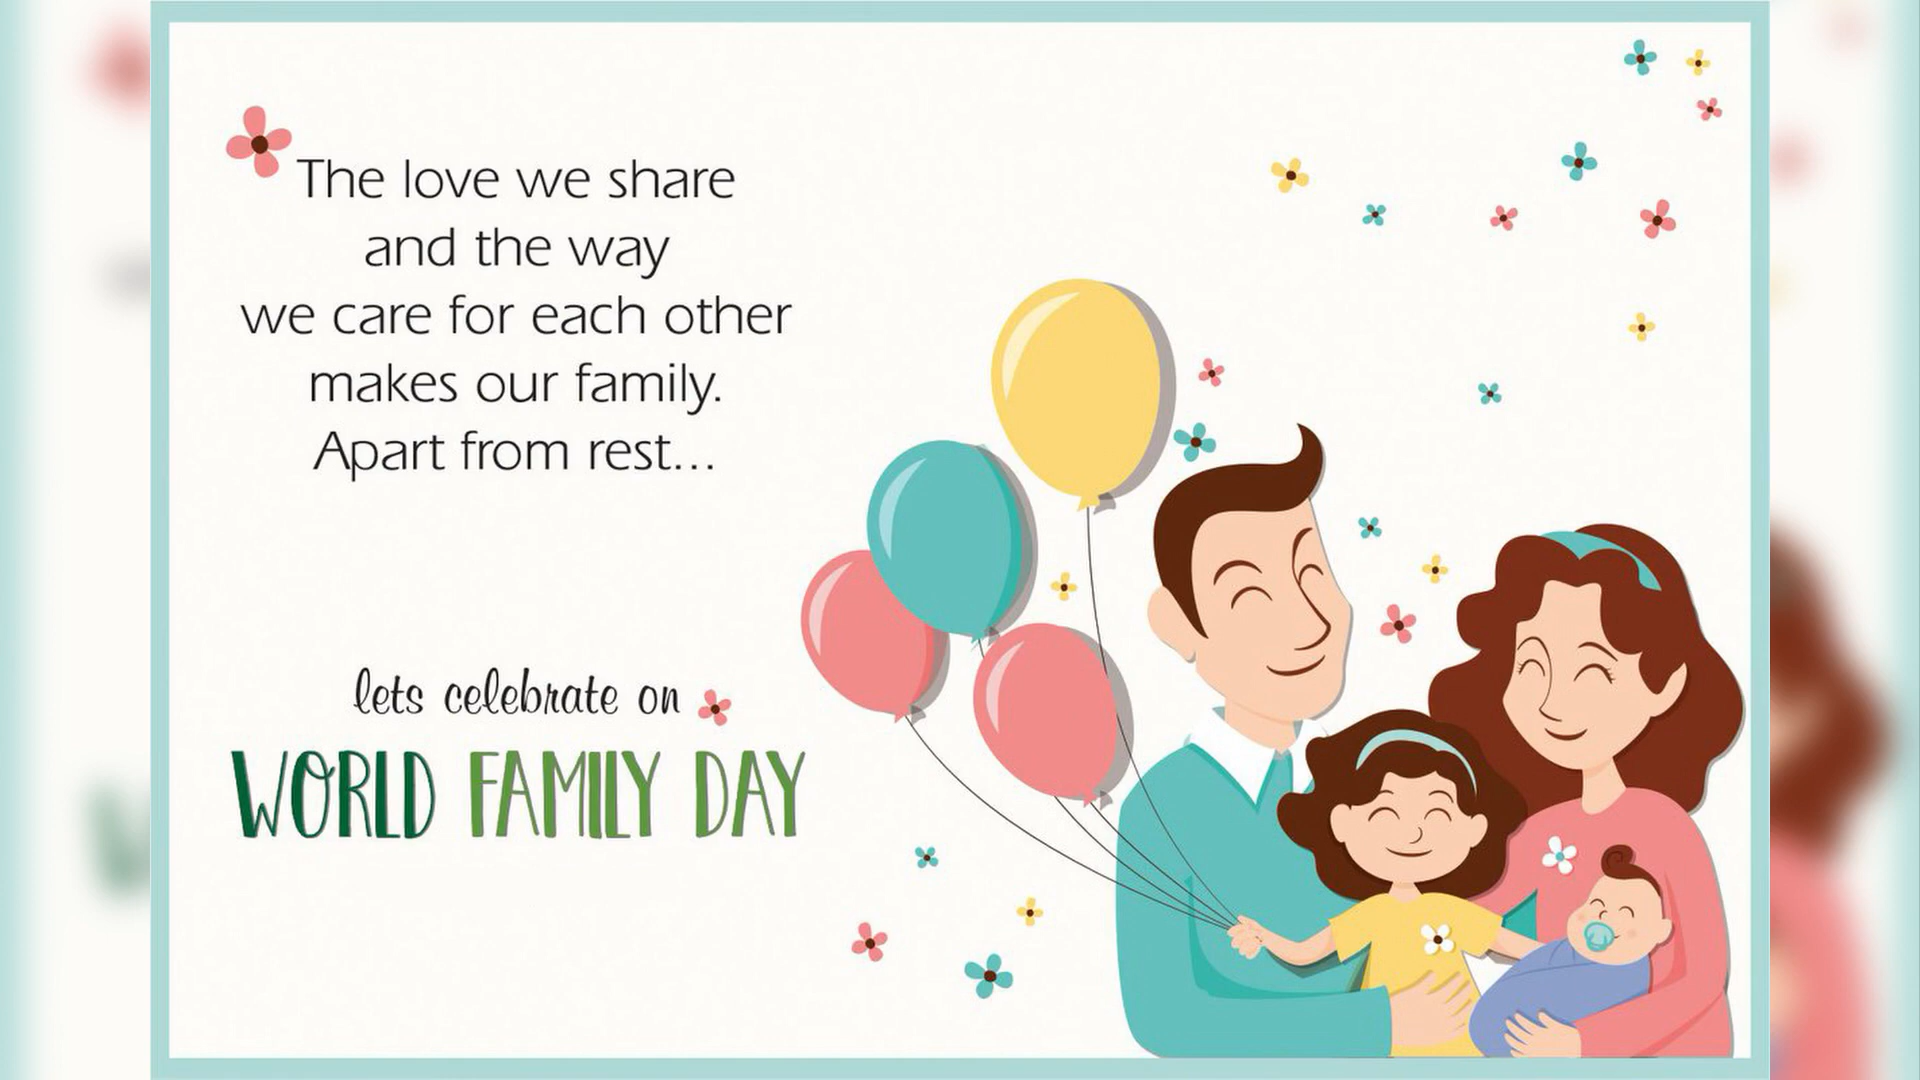 The love we share
and the way
we care for each other
makes our family.
Apart from rest...
lets celebrate on
WORLD FAMILY DAY